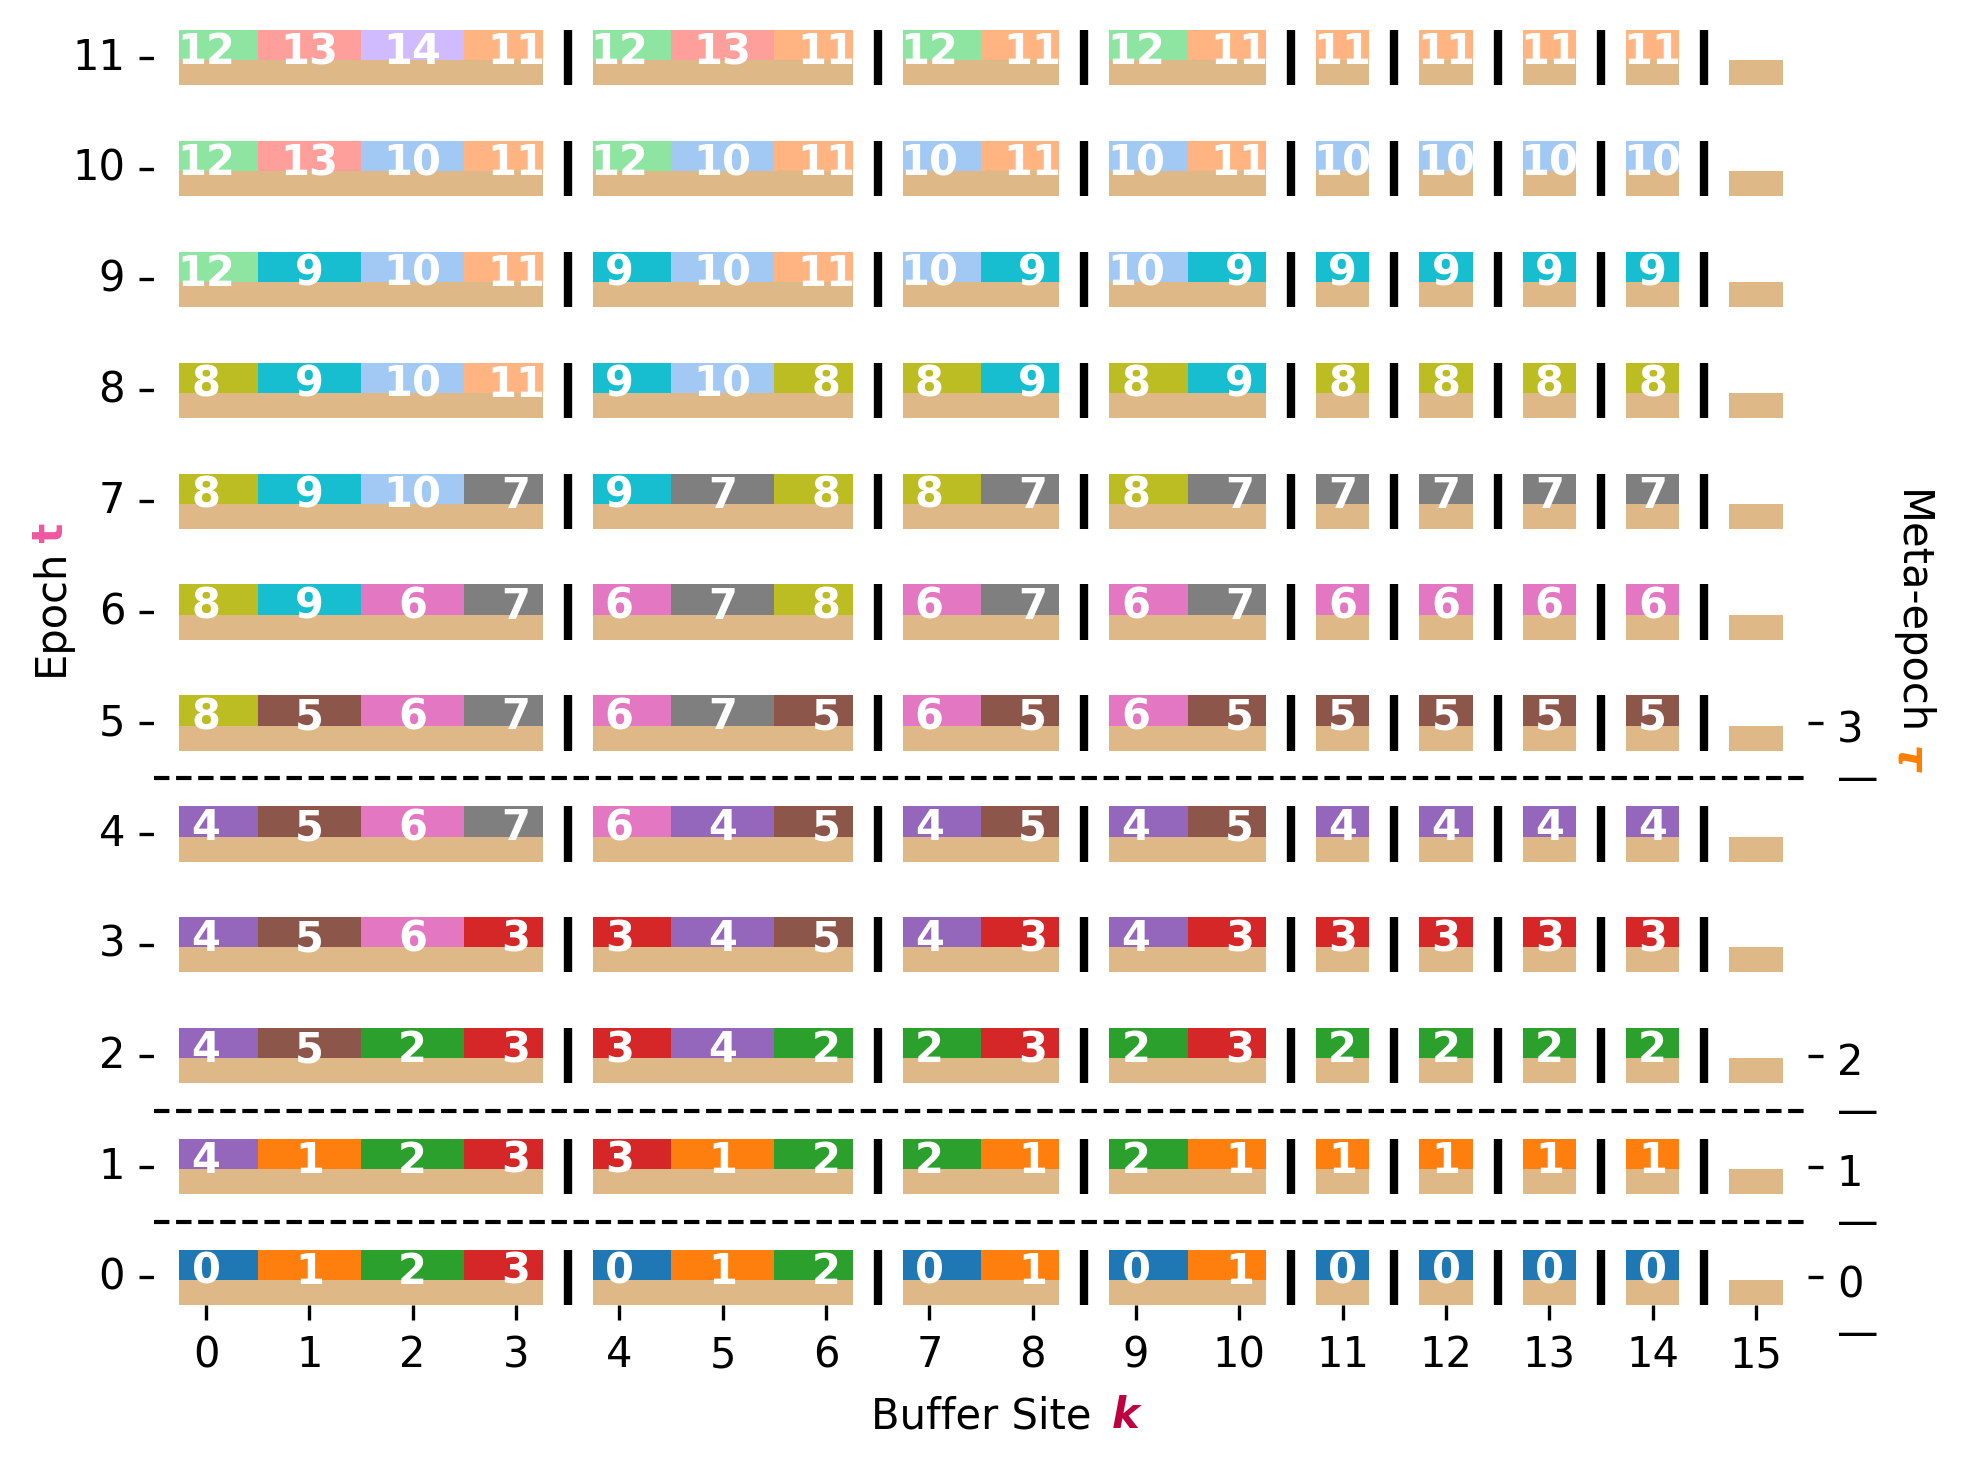 11 12 13 14 11 12 13 11 12 11 12 11 11 11 11 11
10 12 13 10 11 12 10 11 10 11 10 11 10 10 10 10
9 12 9 10 11 9 10 11 10 9 10 9 9 9 9 9
8 8 9 10 11 9 10 8 8 9 8 9 8 8 8 8
7 8 9 10 7 9 7 8 8 7 8 7 7 7 7 7
6 8 9 6 7 6 7 8 6 7 6 7 6 6 6 6
5 8 5 6 7 6 7 5 6 5 6 5 5 5 5 5 3
4 4 5 6 7 6 4 5 4 5 4 5 4 4 4 4
3 4 5 6 3 3 4 5 4 3 4 3 3 3 3 3
2 4 5 2 3 3 4 2 2 3 2 3 2 2 2 2 2
1 4 1 2 3 3 1 2 2 1 2 1 1 1 1 1 1
0 0 1 2 3 0 1 2 0 1 0 1 0 0 0 0 0
0 1 2 3 4 5 6 7 8 9 10 11 12 13 14 15
Buffer Site k
Epoch t
Meta-epoch τ